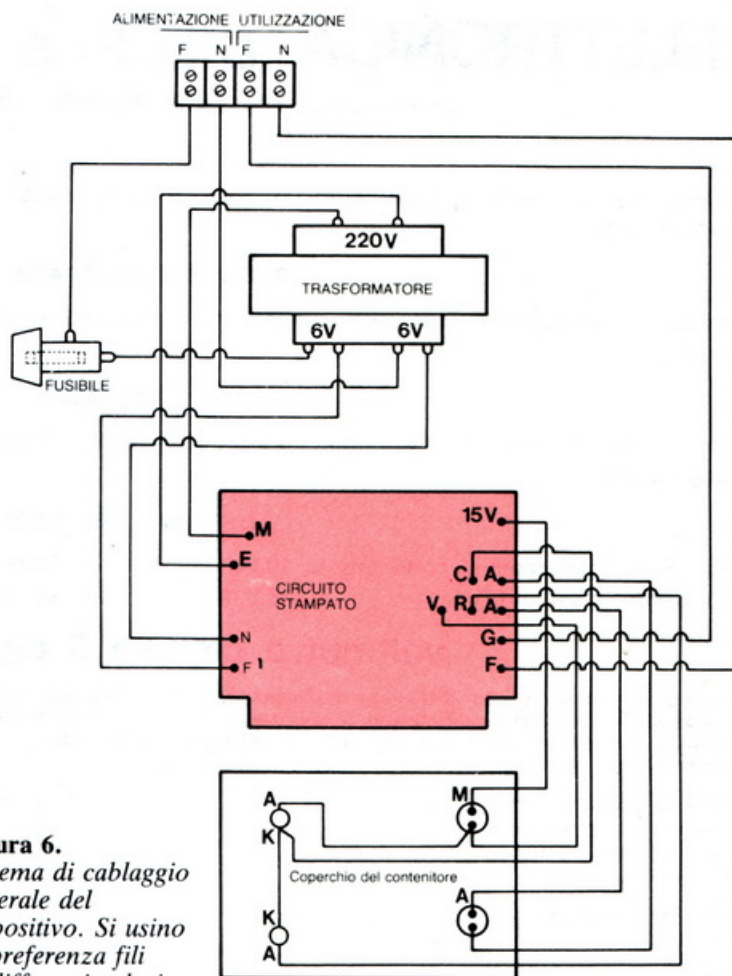 ALIMENTAZIONE UTILIZZAZIONE
F N F N
220V
TRASFORMATORE
6V 6V
FUSIBILE
M
15V
E
C A
CIRCUITO
STAMPATO
V R A
N
G
F 1
F
A
M
K
Coperchio del contenitore
A
K
A
ura 6.
ema di cablaggio
erale del
positivo. Si usino
preferenza fili